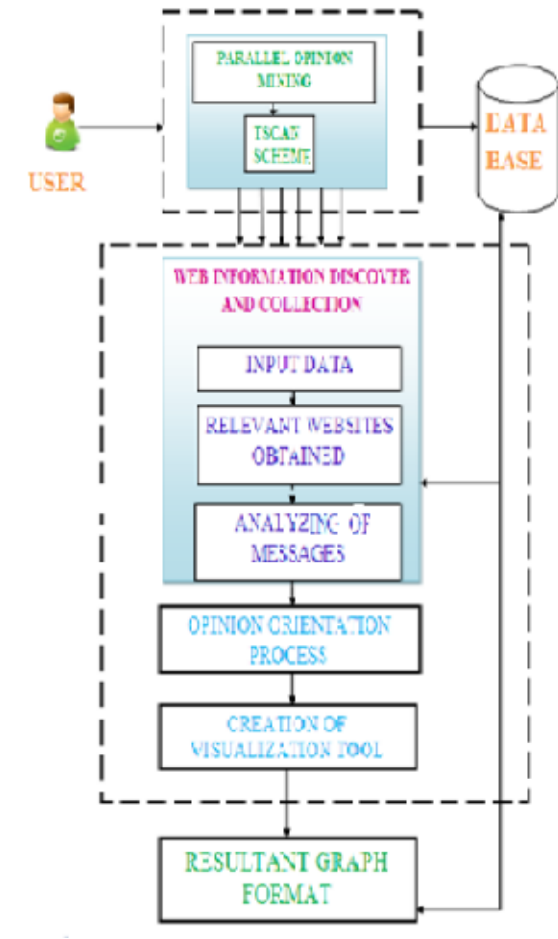 PARALLEL OPINION
MINING
TSCAN
SCHEME
USER
DATA
BASE
WEB INFORMATION DISCOVER
AND COLLECTION
INPUT DATA
RELEVANT WEBSITES
OBTAINED
ANALYZING OF
MESSAGES
OPINION ORIENTATION
PROCESS
CREATION OF
VISUALIZATION TOOL
RESULTANT GRAPH
FORMAT